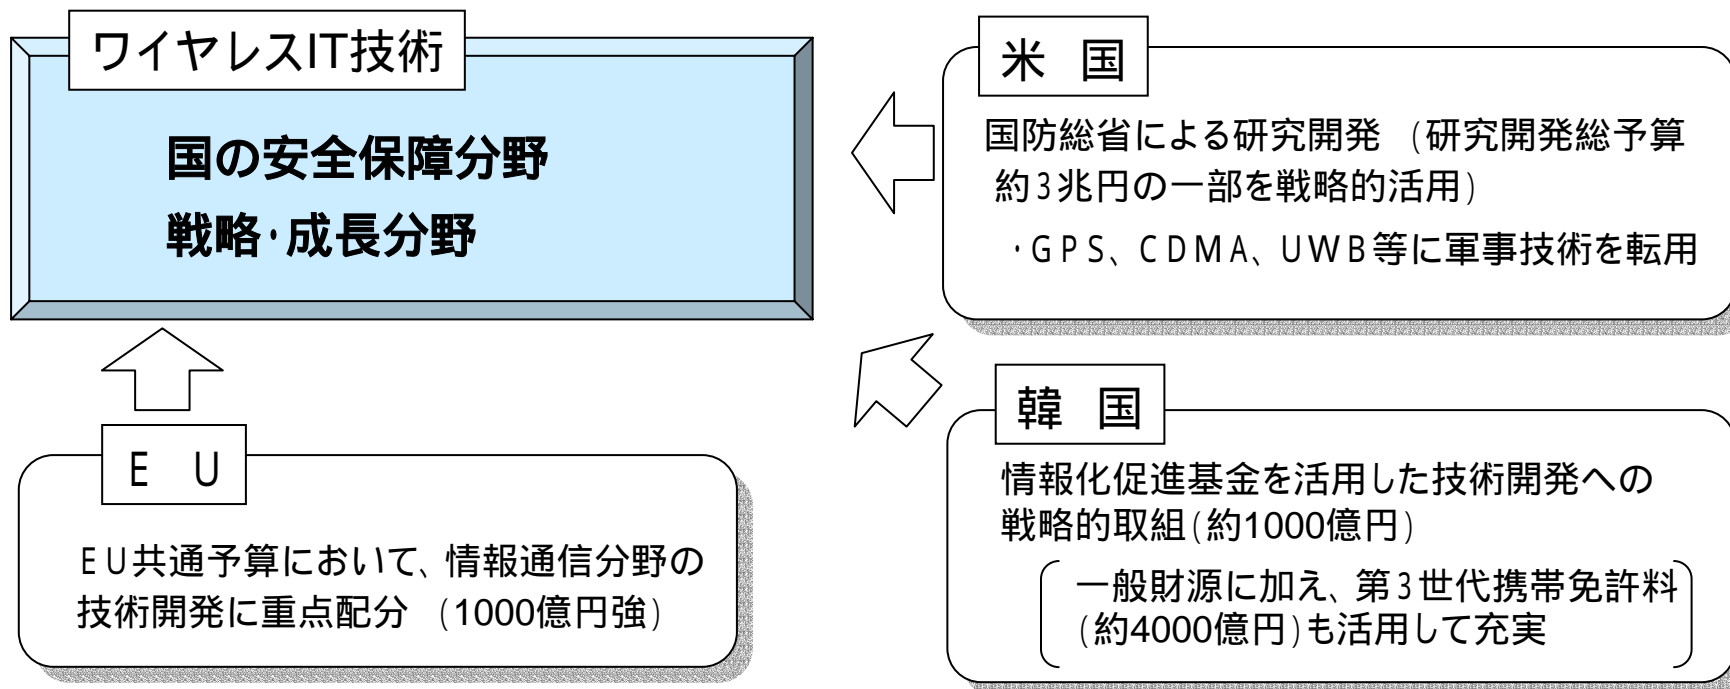 ワイヤレスIT技術
国の安全保障分野
戦略・成長分野
米 国
国防総省による研究開発 (研究開発総予算
約3兆円の一部を戦略的活用)
・GPS、CDMA、UWB等に軍事技術を転用
韓 国
情報化促進基金を活用した技術開発への
戦略的取組(約1000億円)
一般財源に加え、第3世代携帯免許料
(約4000億円)も活用して充実
E U
EU共通予算において、情報通信分野の
技術開発に重点配分 (1000億円強)